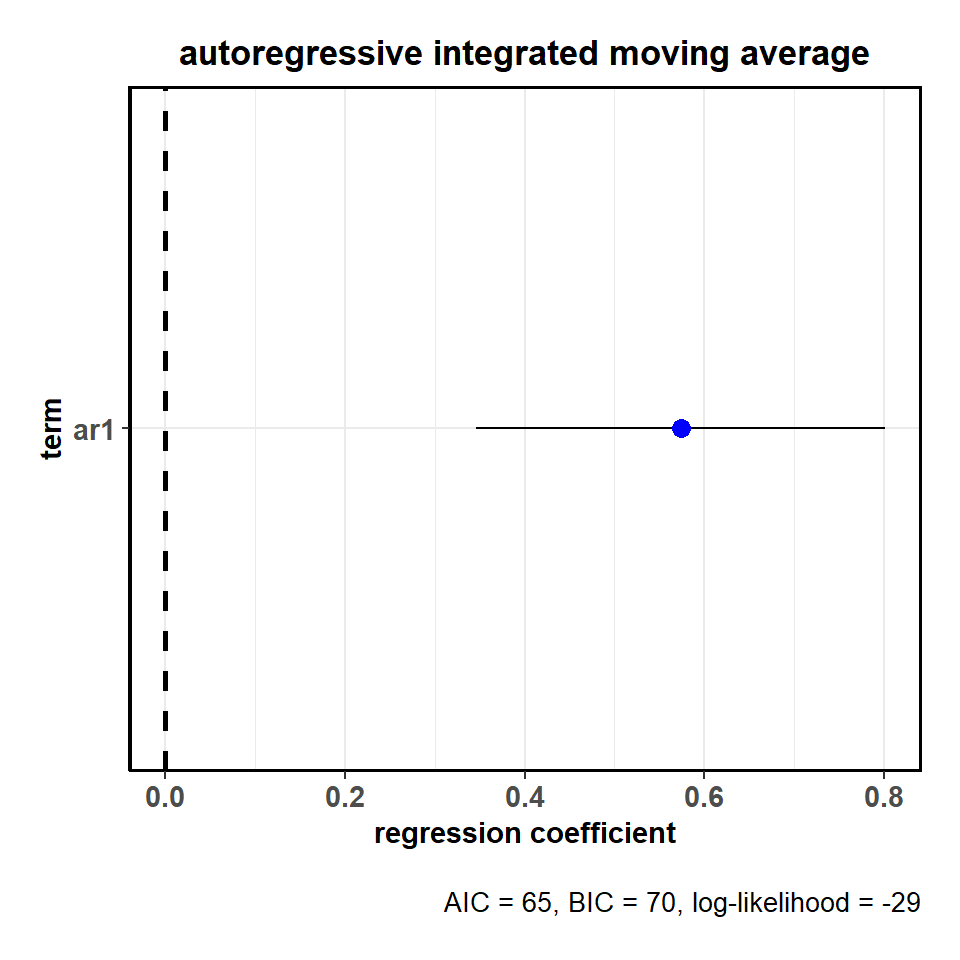 autoregressive integrated moving average
term
ar1
0.0 0.2 0.4 0.6 0.8
regression coefficient
AIC = 65, BIC = 70, log-likelihood = -29